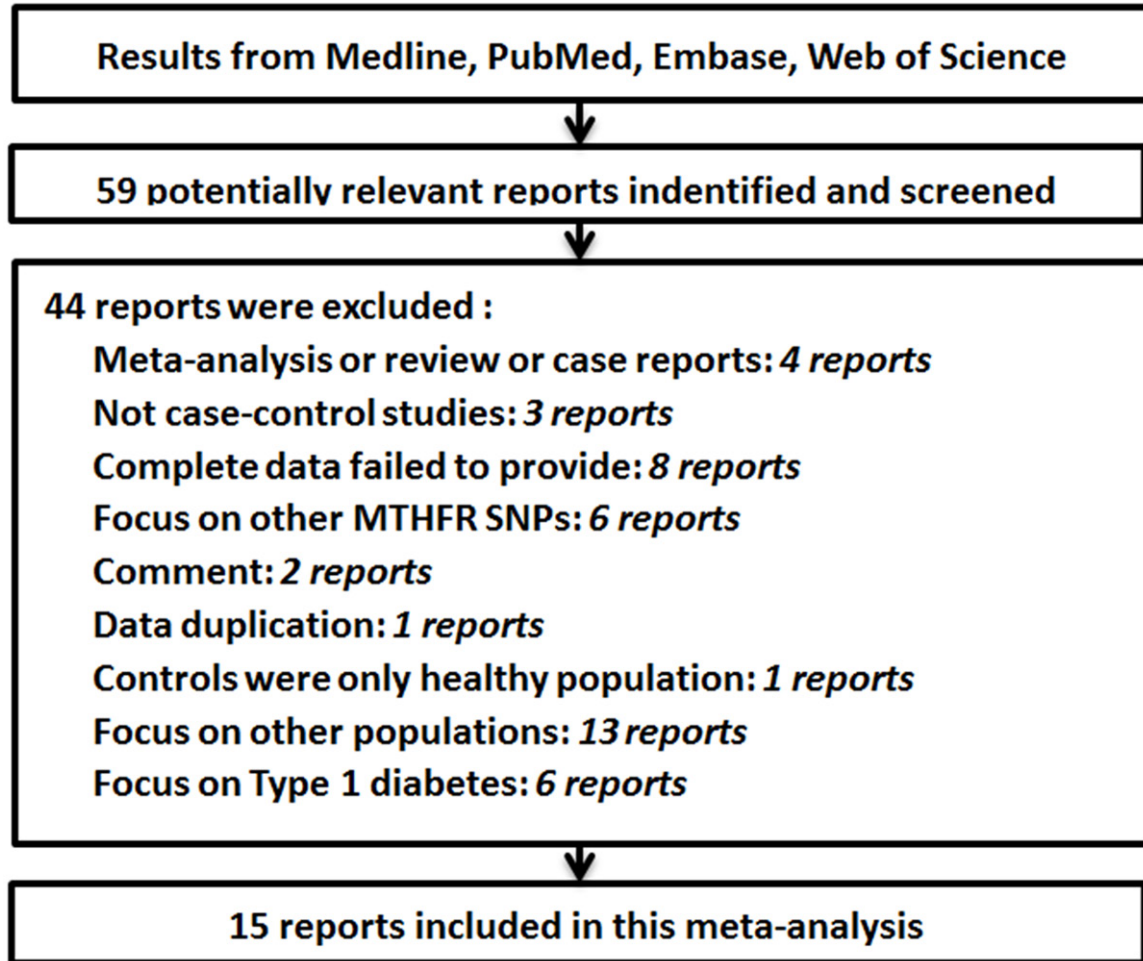 Results from Medline, PubMed, Embase, Web of Science
59 potentially relevant reports indentified and screened
44 reports were excluded :
Meta-analysis or review or case reports: 4 reports
Not case-control studies: 3 reports
Complete data failed to provide: 8 reports
Focus on other MTHFR SNPs: 6 reports
Comment: 2 reports
Data duplication: 1 reports
Controls were only healthy population: 1 reports
Focus on other populations: 13 reports
Focus on Type 1 diabetes: 6 reports
15 reports included in this meta-analysis